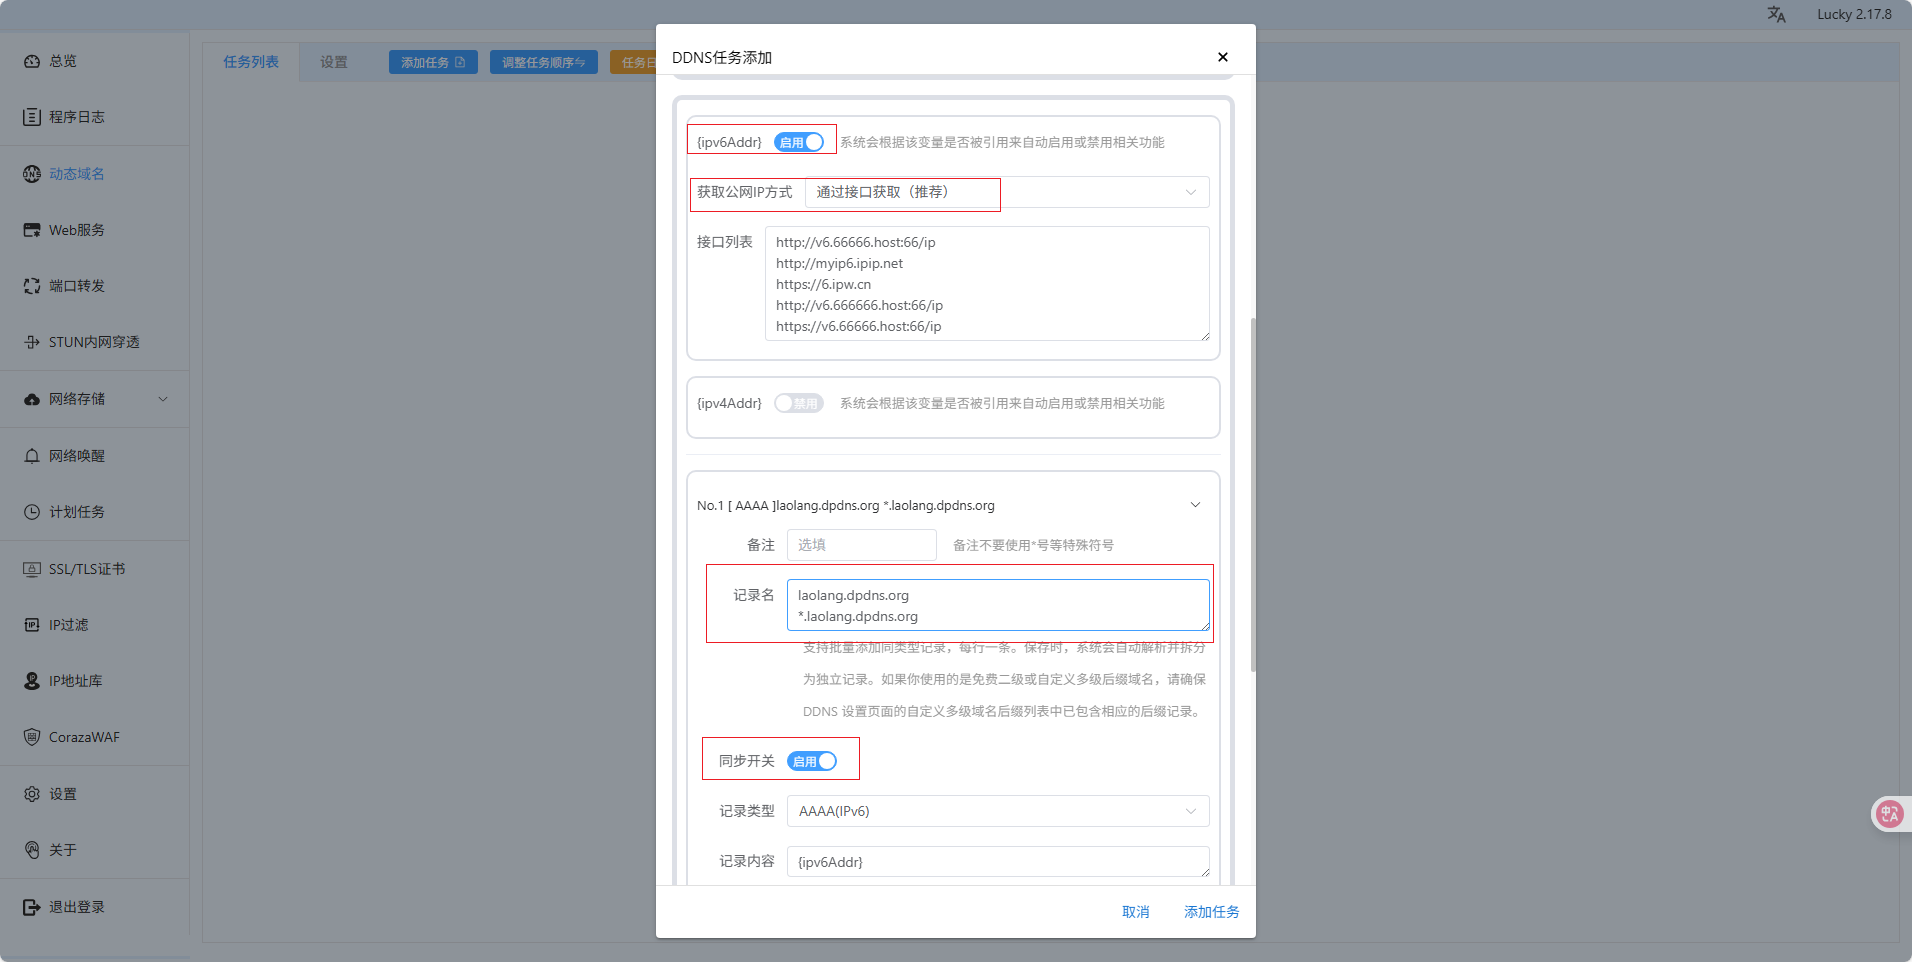 Lucky 2.17.8
总览
程序日志
动态域名
Web服务
端口转发
STUN内网穿透
网络存储
网络唤醒
计划任务
SSL/TLS证书
IP过滤
IP地址库
CorazaWAF
设置
关于
退出登录
任务列表
设置
添加任务
调整任务顺序
任务日
DDNS任务添加
{ipv6Addr} 启用 系统会根据该变量是否被引用来自动启用或禁用相关功能
获取公网IP方式 通过接口获取（推荐）
接口列表
http://v6.66666.host:66/ip
http://myip6.ipip.net
https://6.ipw.cn
http://v6.666666.host:66/ip
https://v6.66666.host:66/ip
{ipv4Addr} 禁用 系统会根据该变量是否被引用来自动启用或禁用相关功能
No.1 [ AAAA ]laolang.dpdns.org *.laolang.dpdns.org
备注 选填 备注不要使用*号等特殊符号
记录名
laolang.dpdns.org
*.laolang.dpdns.org
支持批量添加同类型记录，每行一条。保存时，系统会自动解析并拆分
为独立记录。如果你使用的是免费二级或自定义多级后缀域名，请确保
DDNS 设置页面的自定义多级域名后缀列表中已包含相应的后缀记录。
同步开关 启用
记录类型 AAAA(IPv6)
记录内容 {ipv6Addr}
取消 添加任务